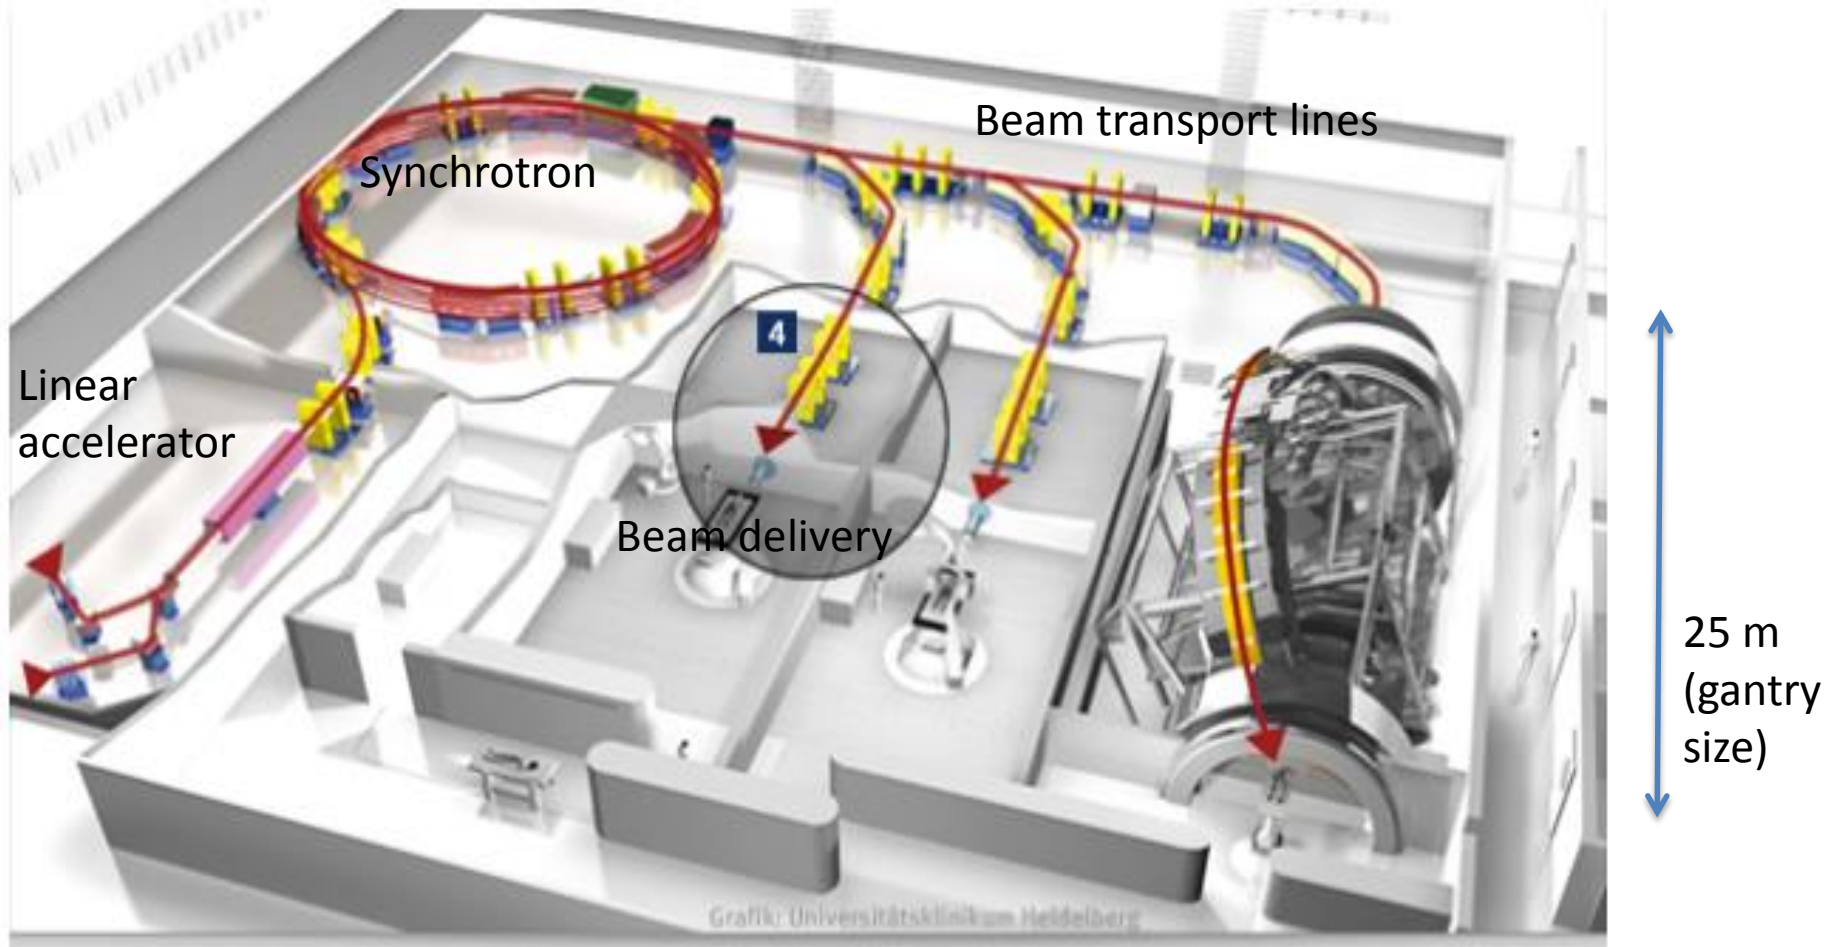 Beam transport lines
Synchrotron
4
Linear
accelerator
Beam delivery
25 m
(gantry
size)
Grafik: Universitätsklinikum Heidelberg